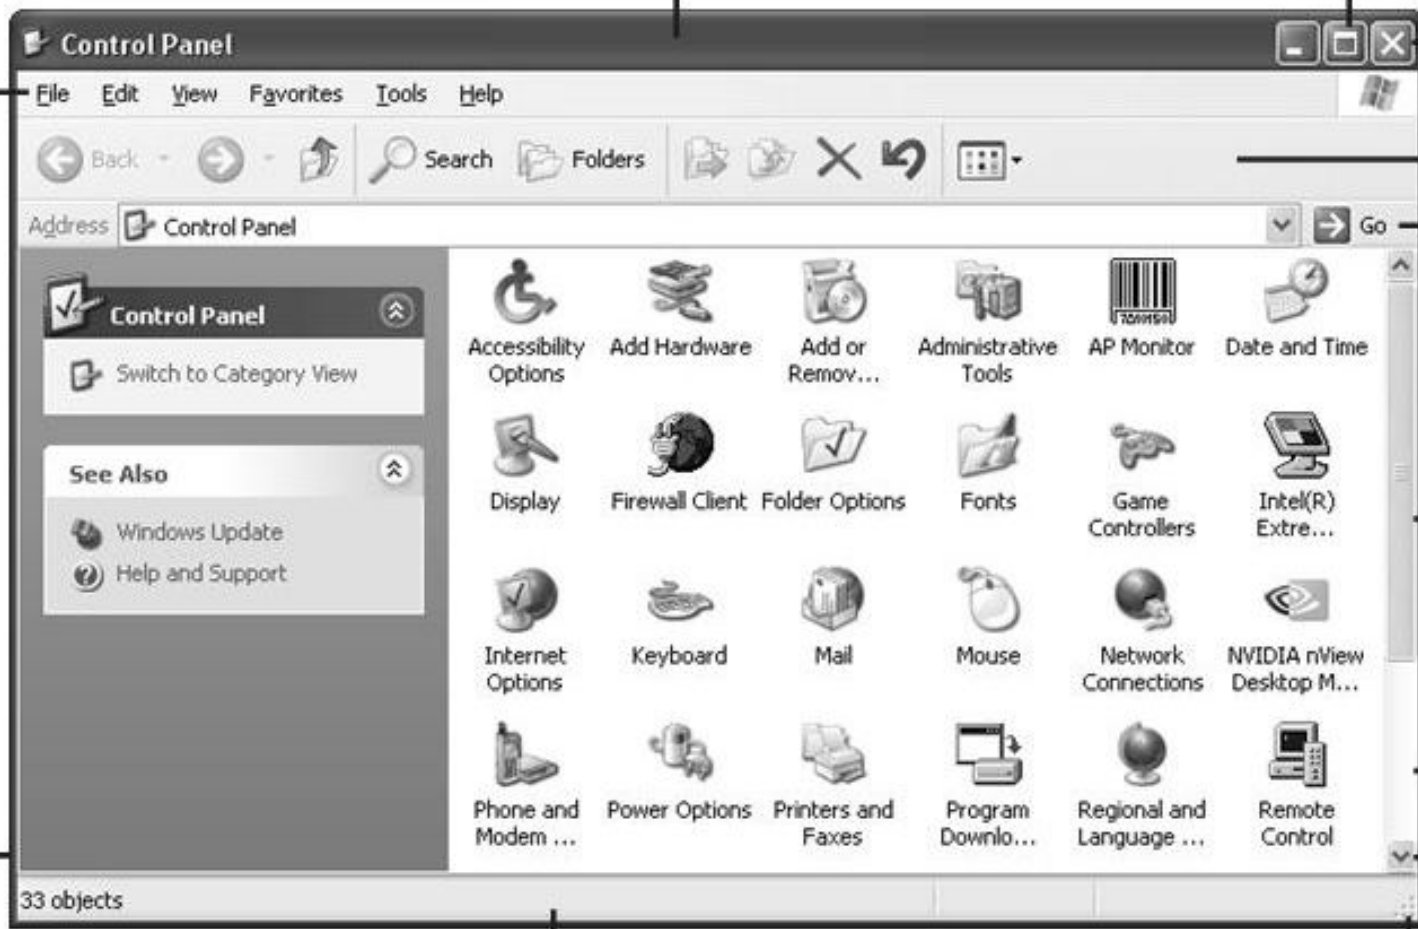 Control Panel
File Edit View Favorites Tools Help
Back Search Folders
Address Control Panel Go
Control Panel
Switch to Category View
See Also
Windows Update
Help and Support
Accessibility Options
Add Hardware
Add or Remov...
Administrative Tools
AP Monitor
Date and Time
Display
Firewall Client
Folder Options
Fonts
Game Controllers
Intel(R) Extre...
Internet Options
Keyboard
Mail
Mouse
Network Connections
NVIDIA nView Desktop M...
Phone and Modem ...
Power Options
Printers and Faxes
Program Downlo...
Regional and Language ...
Remote Control
33 objects